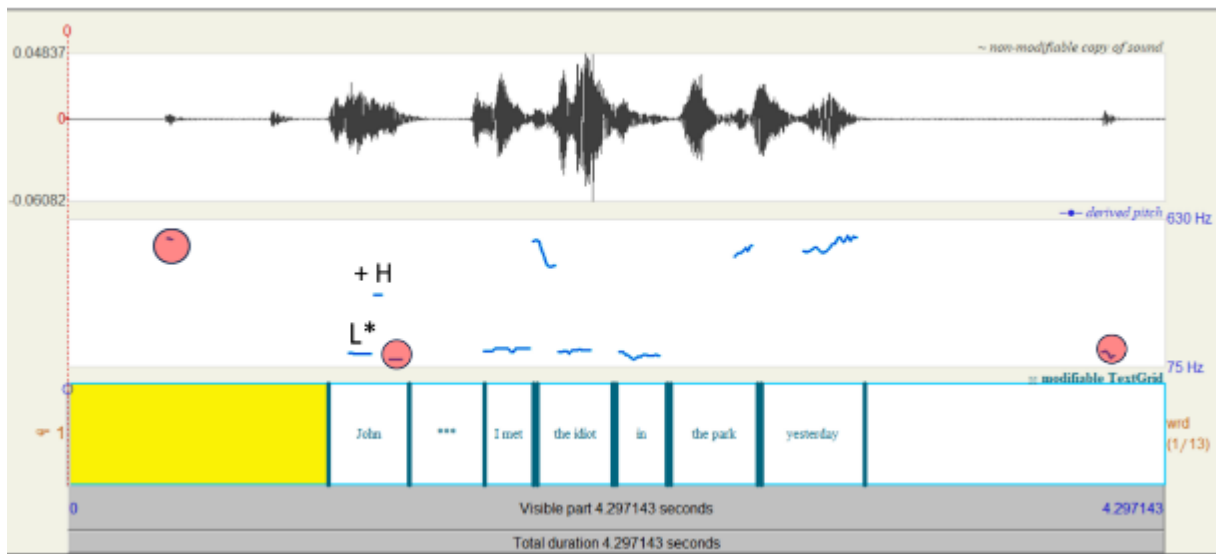 0
0.04837
~ non-modifiable copy of sound
0
-0.06082
derived pitch 630 Hz
+ H
L*
75 Hz
:: modifiable TextGrid
1 John *** I met the idiot in the park yesterday wrd
(1/13)
0 Visible part 4.297143 seconds 4.297143
Total duration 4.297143 seconds